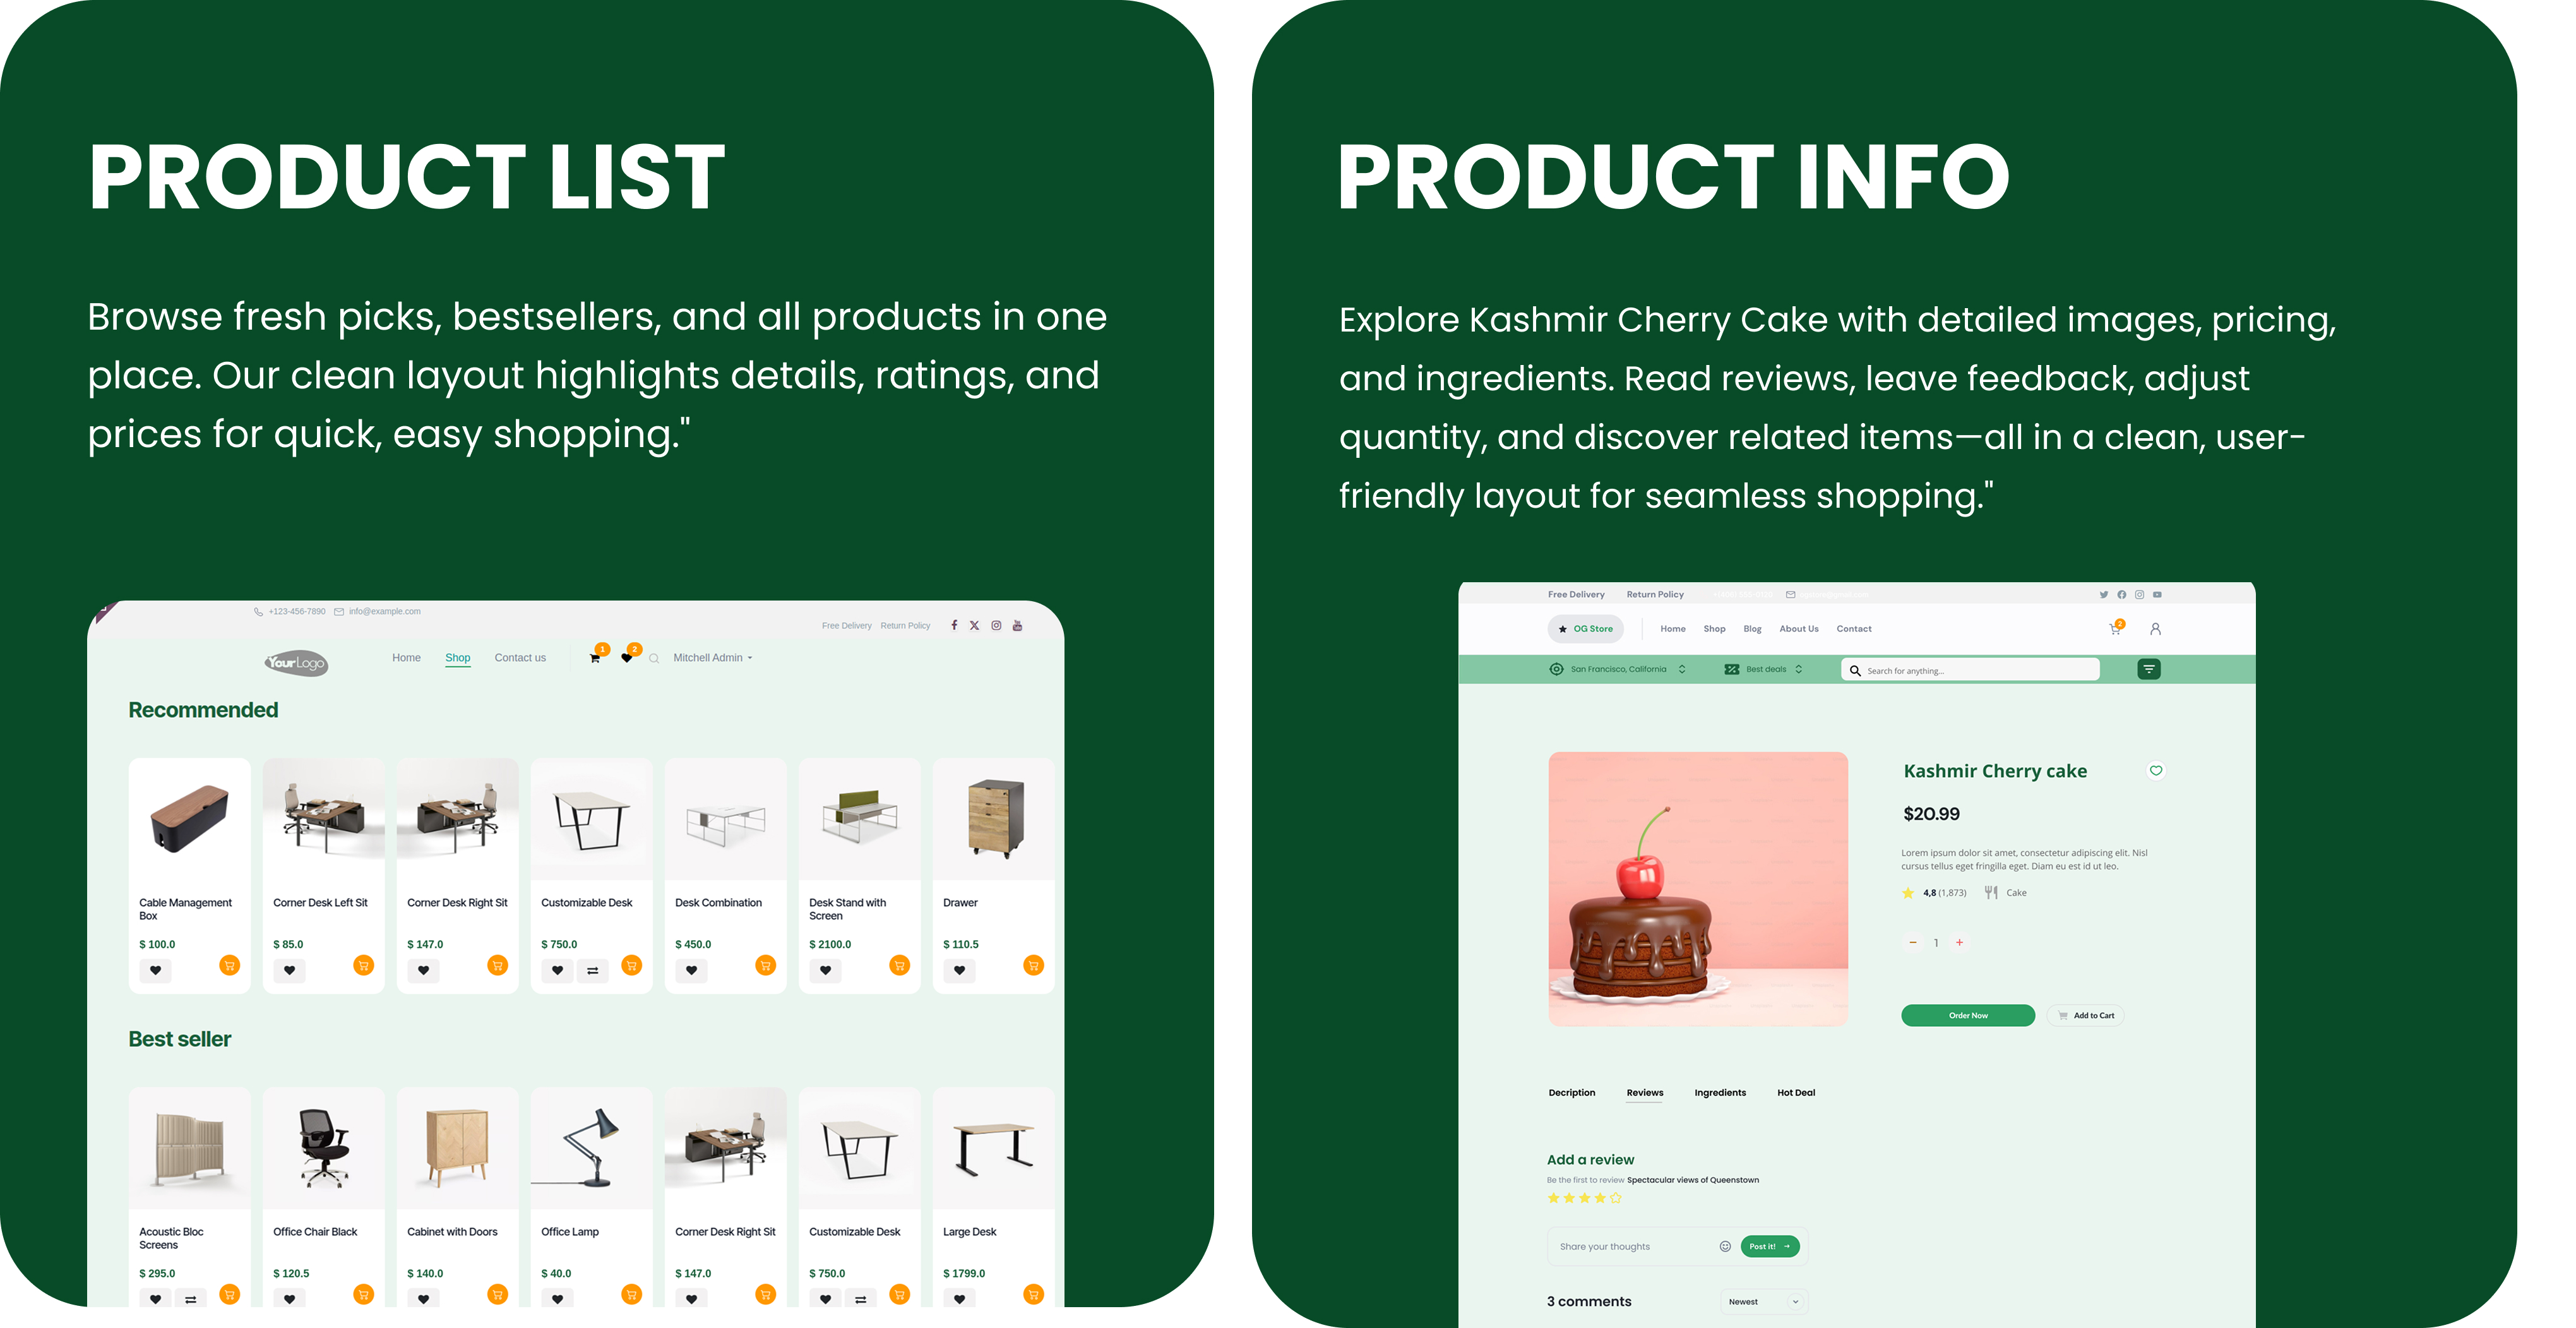 PRODUCT LIST
Browse fresh picks, bestsellers, and all products in one
place. Our clean layout highlights details, ratings, and
prices for quick, easy shopping."
+123-456-7890 info@example.com
Free Delivery Return Policy
YourLogo Home Shop Contact us 1 2 Mitchell Admin
Recommended
Cable Management
Box
$ 100.0
Corner Desk Left Sit
$ 85.0
Corner Desk Right Sit
$ 147.0
Customizable Desk
$ 750.0
Desk Combination
$ 450.0
Desk Stand with
Screen
$ 2100.0
Drawer
$ 110.5
Best seller
Acoustic Bloc
Screens
$ 295.0
Office Chair Black
$ 120.5
Cabinet with Doors
$ 140.0
Office Lamp
$ 40.0
Corner Desk Right Sit
$ 147.0
Customizable Desk
$ 750.0
Large Desk
$ 1799.0
PRODUCT INFO
Explore Kashmir Cherry Cake with detailed images, pricing,
and ingredients. Read reviews, leave feedback, adjust
quantity, and discover related items—all in a clean, user-
friendly layout for seamless shopping."
Free Delivery Return Policy
OG Store Home Shop Blog About Us Contact 2
San Francisco, California Best deals Search for anything...
Kashmir Cherry cake
$20.99
Lorem ipsum dolor sit amet, consectetur adipiscing elit. Nisl
cursus tellus eget fringilla eget. Diam eu est id ut leo.
4,8 (1,873) Cake
− 1 +
Order Now Add to Cart
Decription Reviews Ingredients Hot Deal
Add a review
Be the first to review Spectacular views of Queenstown
Share your thoughts Post it!
3 comments Newest